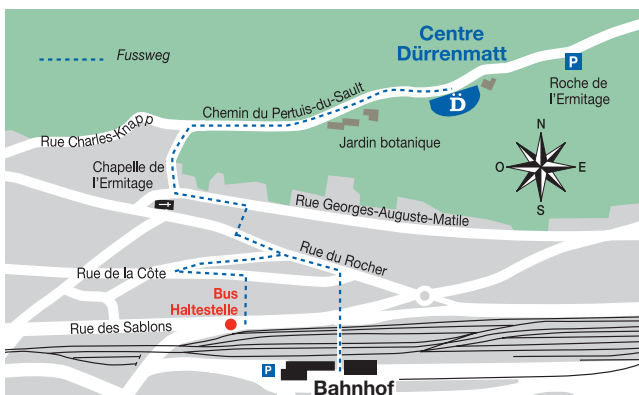 Centre
Dürrenmatt
Fussweg
P
Roche de
l'Ermitage
D̈
Chemin du Pertuis-du-Sault
Rue Charles-Knapp
Jardin botanique
N
O
E
S
Chapelle de
l'Ermitage
Rue Georges-Auguste-Matile
Rue du Rocher
Rue de la Côte
Bus
Haltestelle
Rue des Sablons
P
Bahnhof